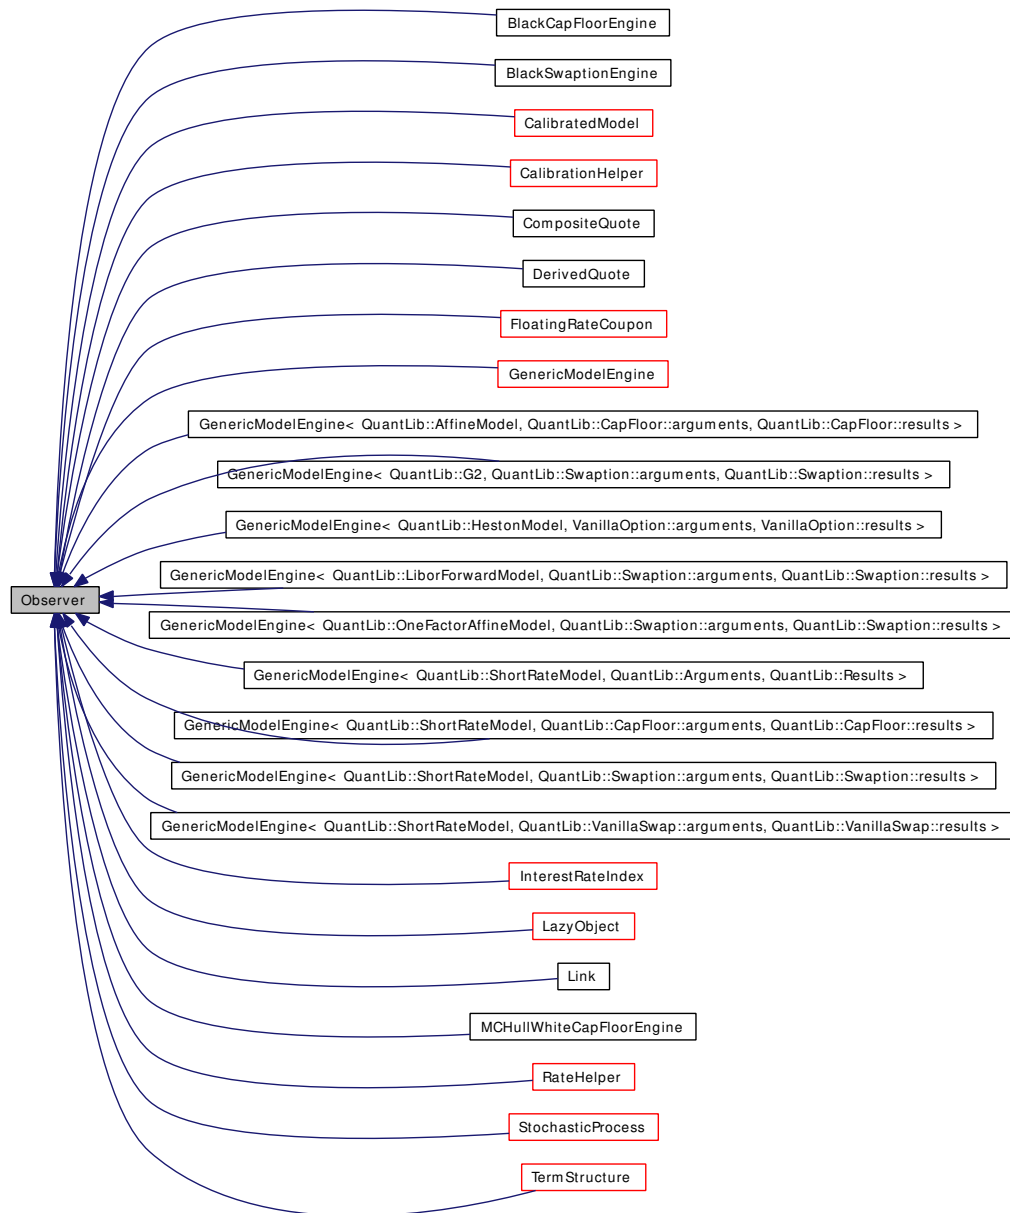 BlackCapFloorEngine
BlackSwaptionEngine
CalibratedModel
CalibrationHelper
CompositeQuote
DerivedQuote
FloatingRateCoupon
GenericModelEngine
GenericModelEngine< QuantLib::AffineModel, QuantLib::CapFloor::arguments, QuantLib::CapFloor::results >
GenericModelEngine< QuantLib::G2, QuantLib::Swaption::arguments, QuantLib::Swaption::results >
GenericModelEngine< QuantLib::HestonModel, VanillaOption::arguments, VanillaOption::results >
GenericModelEngine< QuantLib::LiborForwardModel, QuantLib::Swaption::arguments, QuantLib::Swaption::results >
Observer
GenericModelEngine< QuantLib::OneFactorAffineModel, QuantLib::Swaption::arguments, QuantLib::Swaption::results >
GenericModelEngine< QuantLib::ShortRateModel, QuantLib::Arguments, QuantLib::Results >
GenericModelEngine< QuantLib::ShortRateModel, QuantLib::CapFloor::arguments, QuantLib::CapFloor::results >
GenericModelEngine< QuantLib::ShortRateModel, QuantLib::Swaption::arguments, QuantLib::Swaption::results >
GenericModelEngine< QuantLib::ShortRateModel, QuantLib::VanillaSwap::arguments, QuantLib::VanillaSwap::results >
InterestRateIndex
LazyObject
Link
MCHullWhiteCapFloorEngine
RateHelper
StochasticProcess
TermStructure